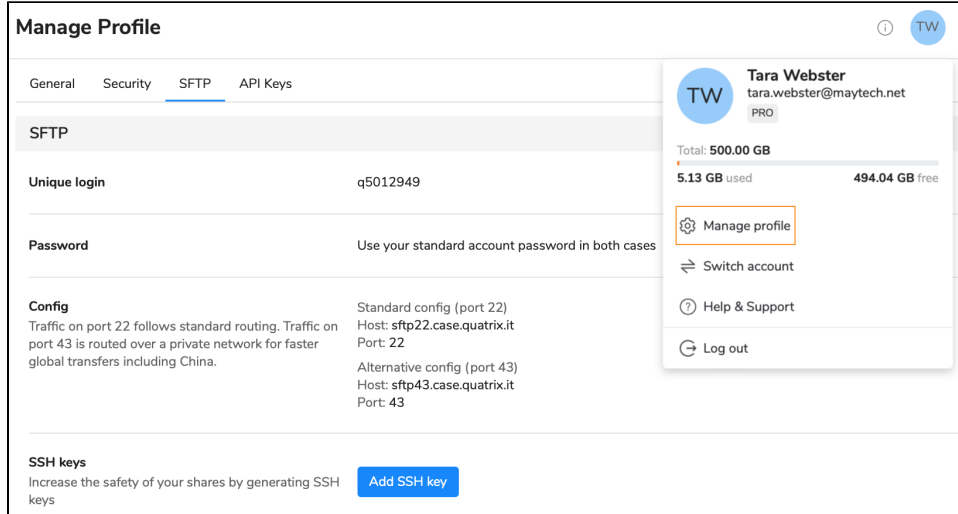 Manage Profile
TW
General Security SFTP API Keys
SFTP
Unique login
q5012949
Password
Use your standard account password in both cases
Config
Traffic on port 22 follows standard routing. Traffic on
port 43 is routed over a private network for faster
global transfers including China.
Standard config (port 22)
Host: sftp22.case.quatrix.it
Port: 22
Alternative config (port 43)
Host: sftp43.case.quatrix.it
Port: 43
SSH keys
Increase the safety of your shares by generating SSH
keys
Add SSH key
TW
Tara Webster
tara.webster@maytech.net
PRO
Total: 500.00 GB
5.13 GB used 494.04 GB free
Manage profile
Switch account
Help & Support
Log out